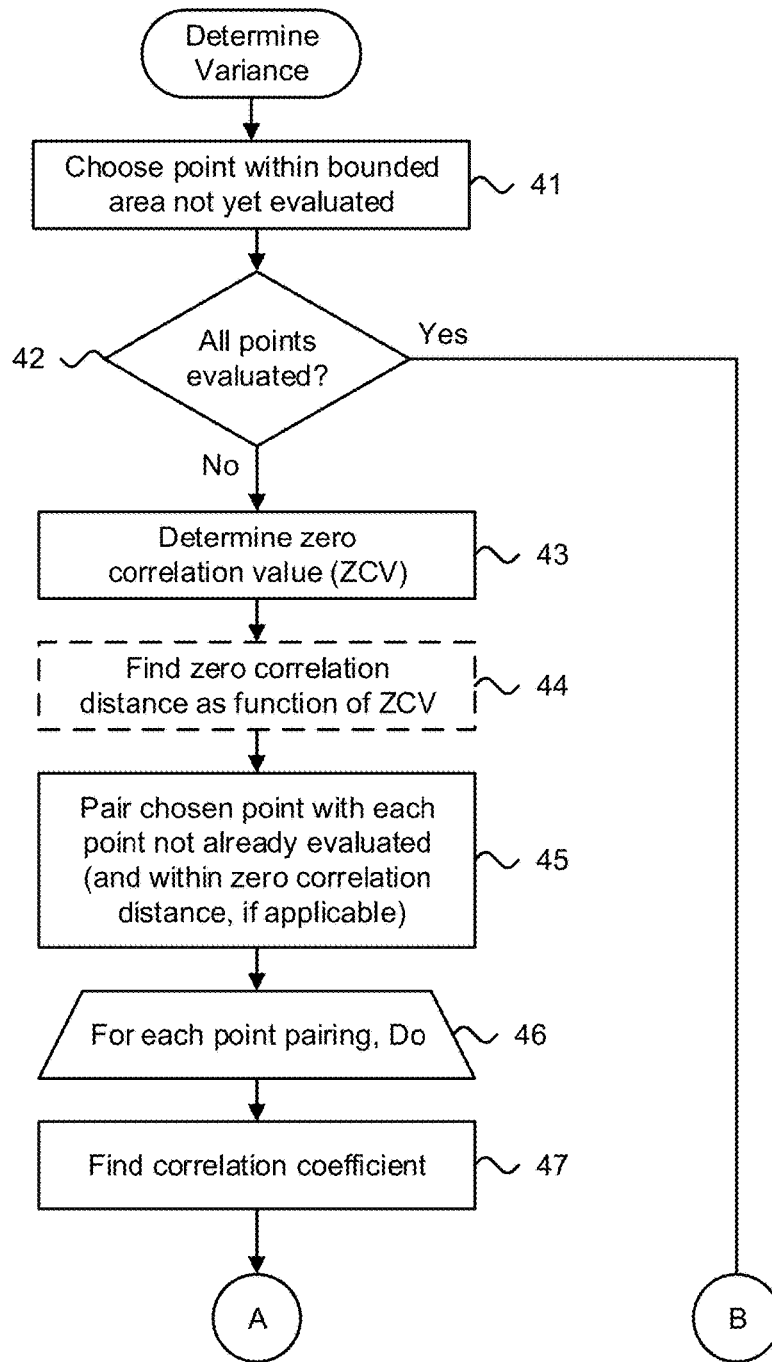 Determine
Variance
Choose point within bounded
area not yet evaluated
41
42
All points
evaluated?
Yes
No
Determine zero
correlation value (ZCV)
43
Find zero correlation
distance as function of ZCV
44
Pair chosen point with each
point not already evaluated
(and within zero correlation
distance, if applicable)
45
For each point pairing, Do
46
Find correlation coefficient
47
A
B